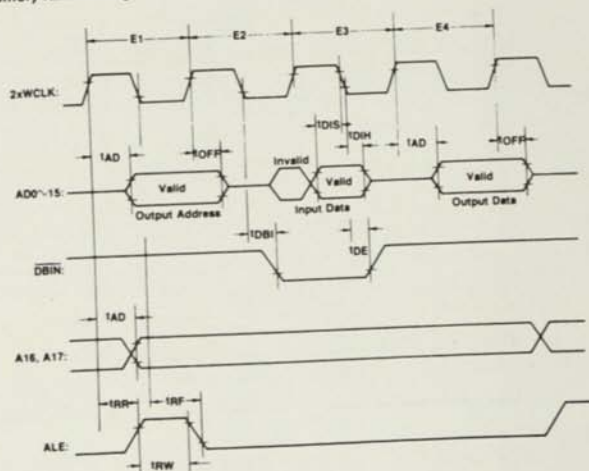 E1 E2 E3 E4
2xWCLK:
tDIS
tDIH
tAD tOFF tAD tOFF
Invalid
AD0~-15: Valid Valid Valid
Output Address Input Data Output Data
tDBI tDE
DBIN:
tAD
A16, A17:
tRR tRF
ALE:
tRW